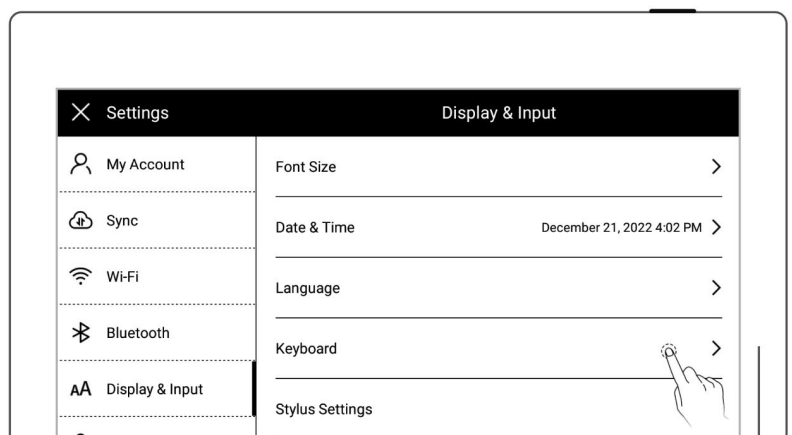 Settings
Display & Input
My Account
Sync
Wi-Fi
Bluetooth
AA Display & Input
Font Size
Date & Time December 21, 2022 4:02 PM
Language
Keyboard
Stylus Settings